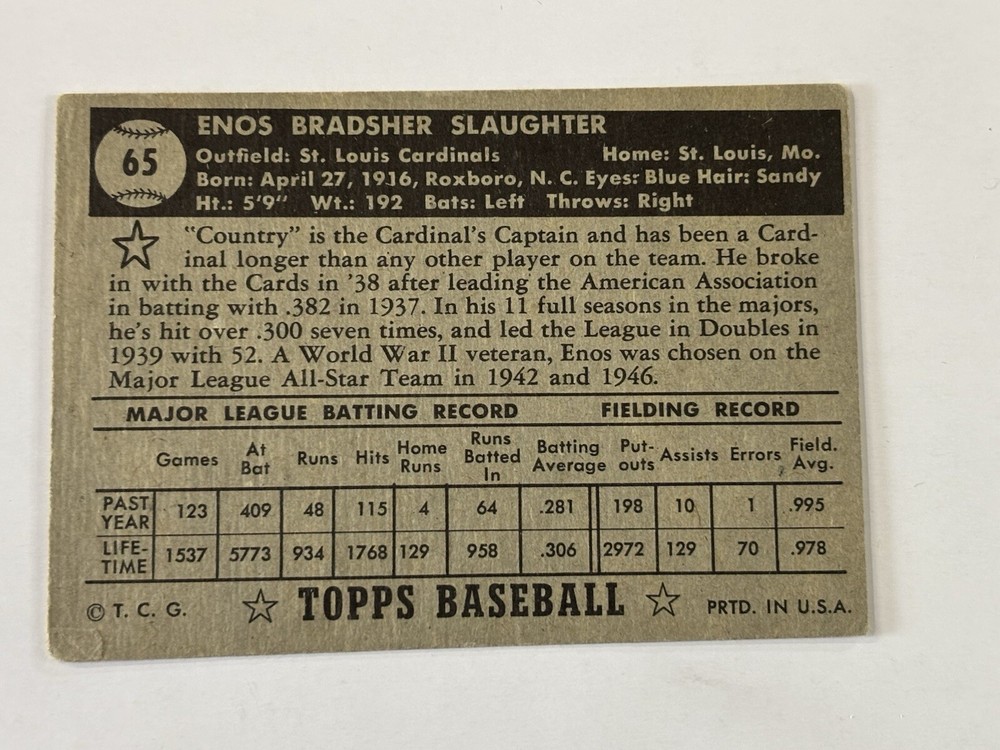 65
ENOS BRADSHER SLAUGHTER
Outfield: St. Louis Cardinals Home: St. Louis, Mo.
Born: April 27, 1916, Roxboro, N. C. Eyes: Blue Hair: Sandy
Ht.: 5'9" Wt.: 192 Bats: Left Throws: Right
"Country" is the Cardinal's Captain and has been a Card-
inal longer than any other player on the team. He broke
in with the Cards in '38 after leading the American Association
in batting with .382 in 1937. In his 11 full seasons in the majors,
he's hit over .300 seven times, and led the League in Doubles in
1939 with 52. A World War II veteran, Enos was chosen on the
Major League All-Star Team in 1942 and 1946.
MAJOR LEAGUE BATTING RECORD FIELDING RECORD
Games At Bat Runs Hits Home Runs Runs Batted In Batting Average Put-outs Assists Errors Field. Avg.
PAST YEAR 123 409 48 115 4 64 .281 198 10 1 .995
LIFE-TIME 1537 5773 934 1768 129 958 .306 2972 129 70 .978
© T. C. G. ☆ TOPPS BASEBALL ☆ PRTD. IN U.S.A.